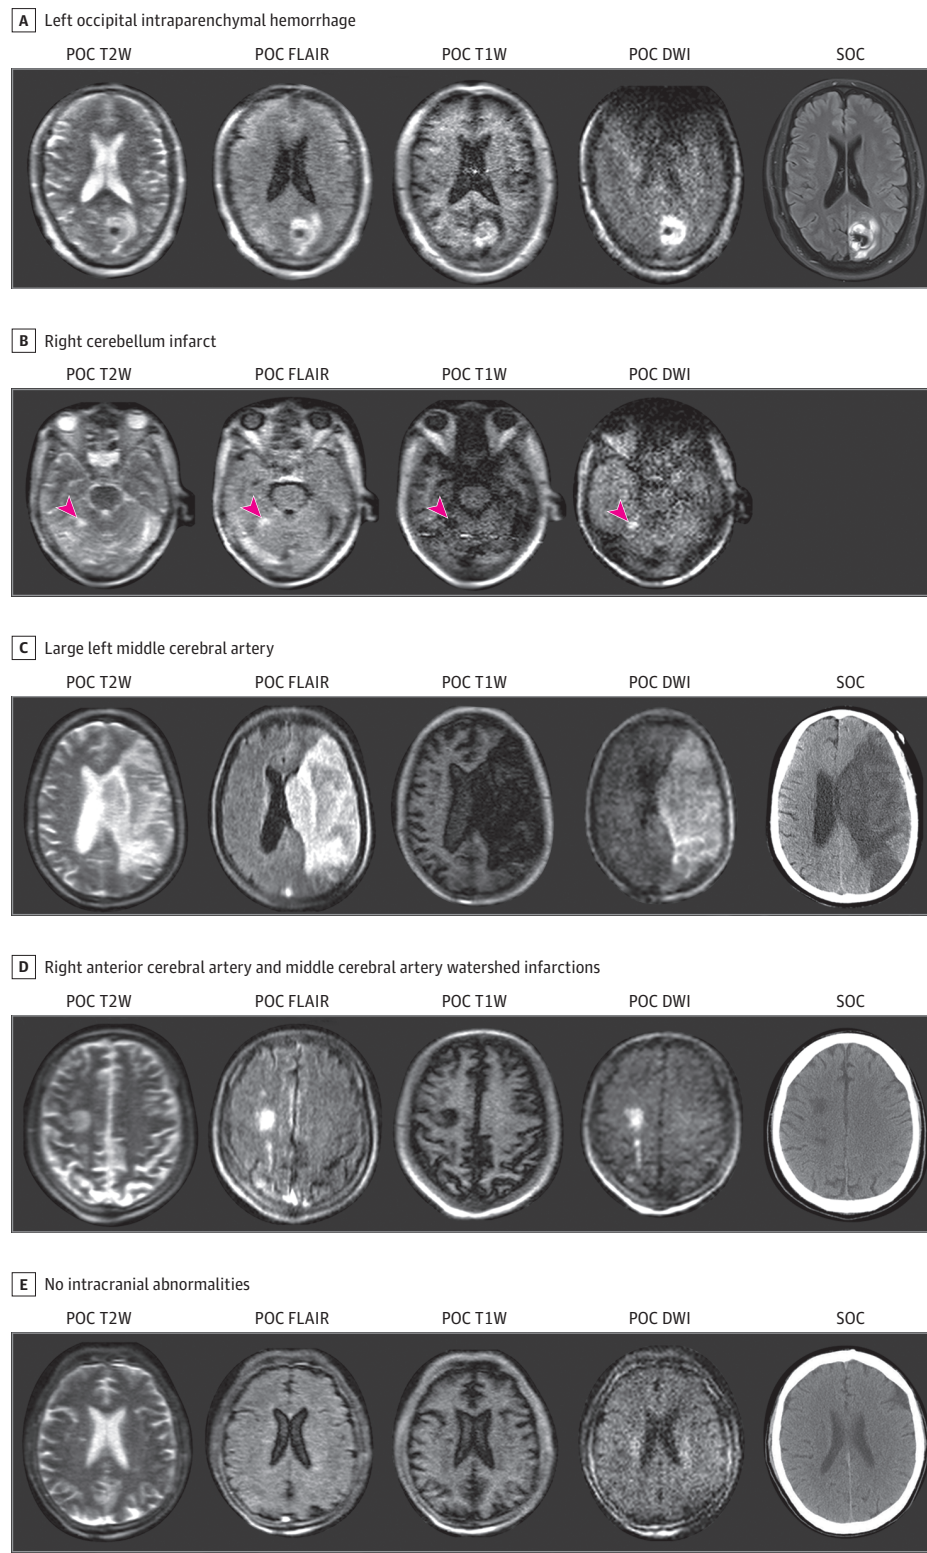 A Left occipital intraparenchymal hemorrhage
POC T2W POC FLAIR POC T1W POC DWI SOC
B Right cerebellum infarct
POC T2W POC FLAIR POC T1W POC DWI
C Large left middle cerebral artery
POC T2W POC FLAIR POC T1W POC DWI SOC
D Right anterior cerebral artery and middle cerebral artery watershed infarctions
POC T2W POC FLAIR POC T1W POC DWI SOC
E No intracranial abnormalities
POC T2W POC FLAIR POC T1W POC DWI SOC